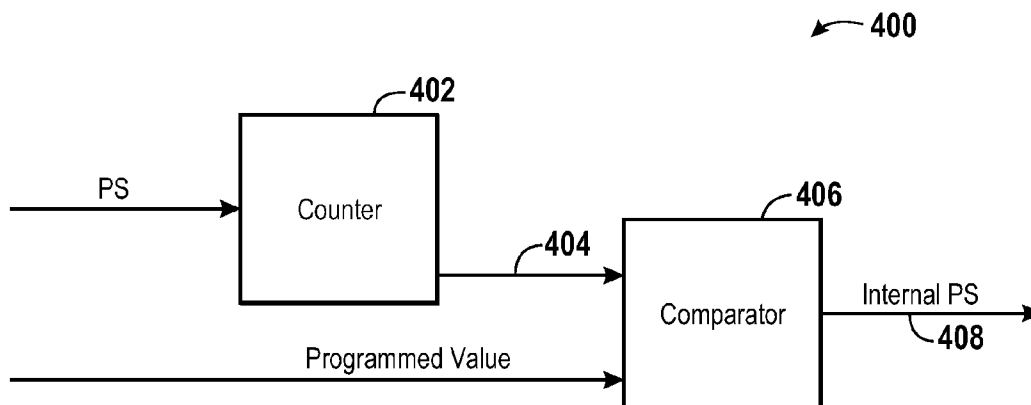 400
402
PS
Counter
406
404
Internal PS
Comparator
408
Programmed Value